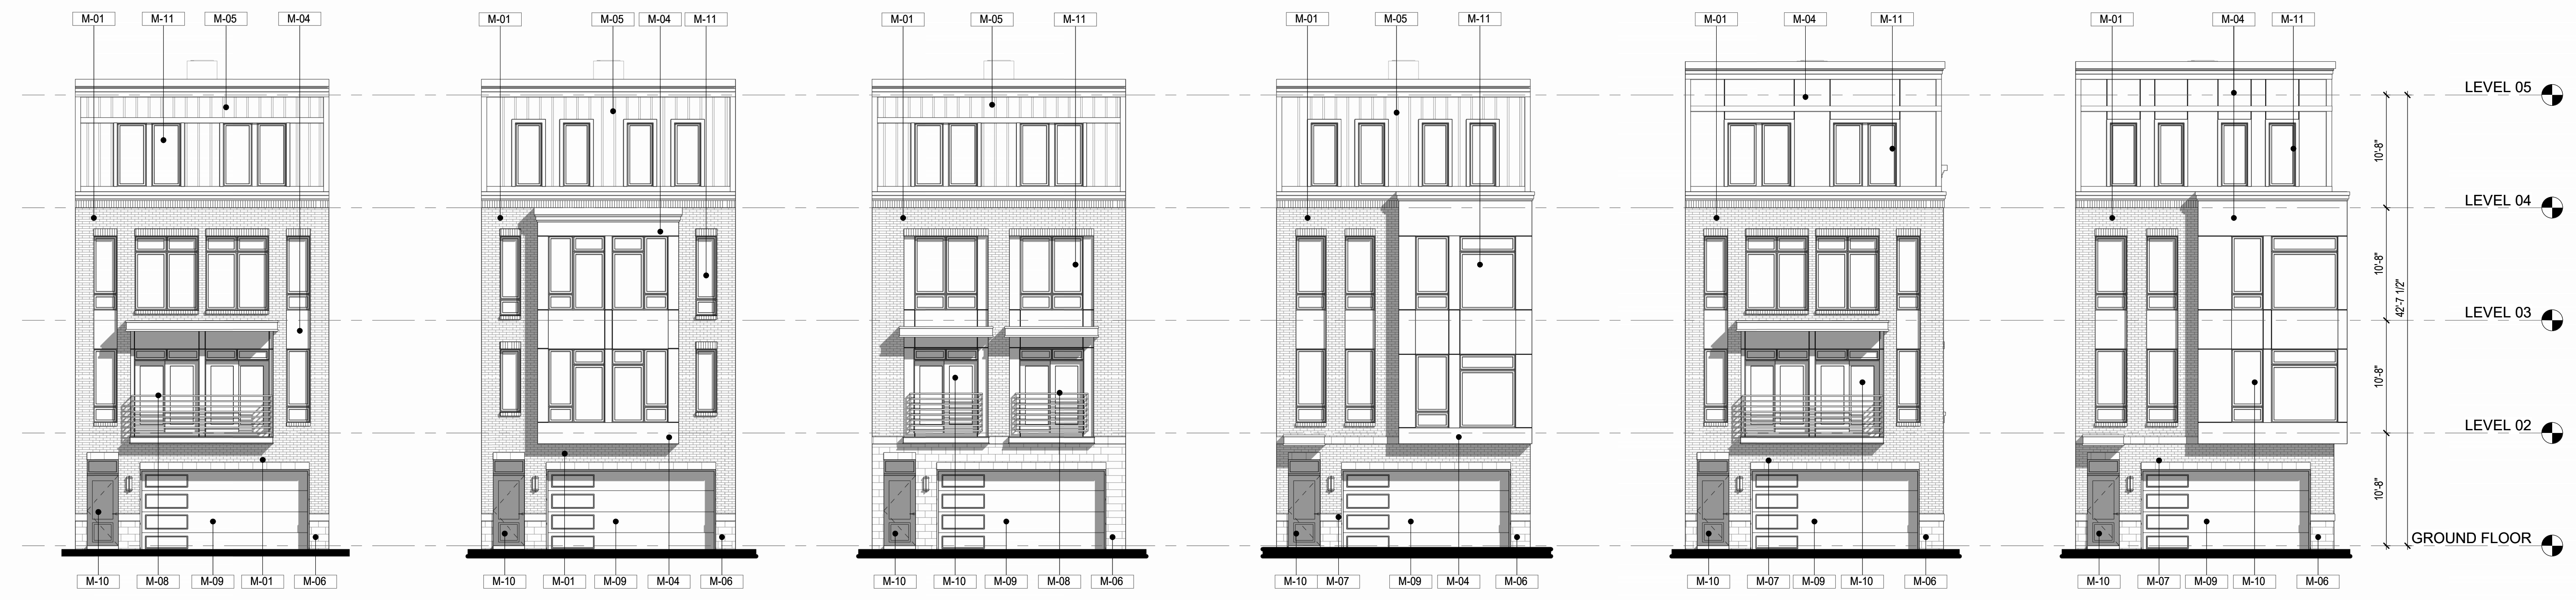 M-01 M-11 M-05 M-04 M-01 M-05 M-04 M-11 M-01 M-05 M-11 M-01 M-05 M-11 M-01 M-04 M-11 M-01 M-04 M-11
LEVEL 05
10'-8"
LEVEL 04
10'-8"
42'-7 1/2"
LEVEL 03
10'-8"
LEVEL 02
10'-8"
GROUND FLOOR
M-10 M-08 M-09 M-01 M-06 M-10 M-01 M-09 M-04 M-06 M-10 M-10 M-09 M-08 M-06 M-10 M-07 M-09 M-04 M-06 M-10 M-07 M-09 M-10 M-06 M-10 M-07 M-09 M-10 M-06